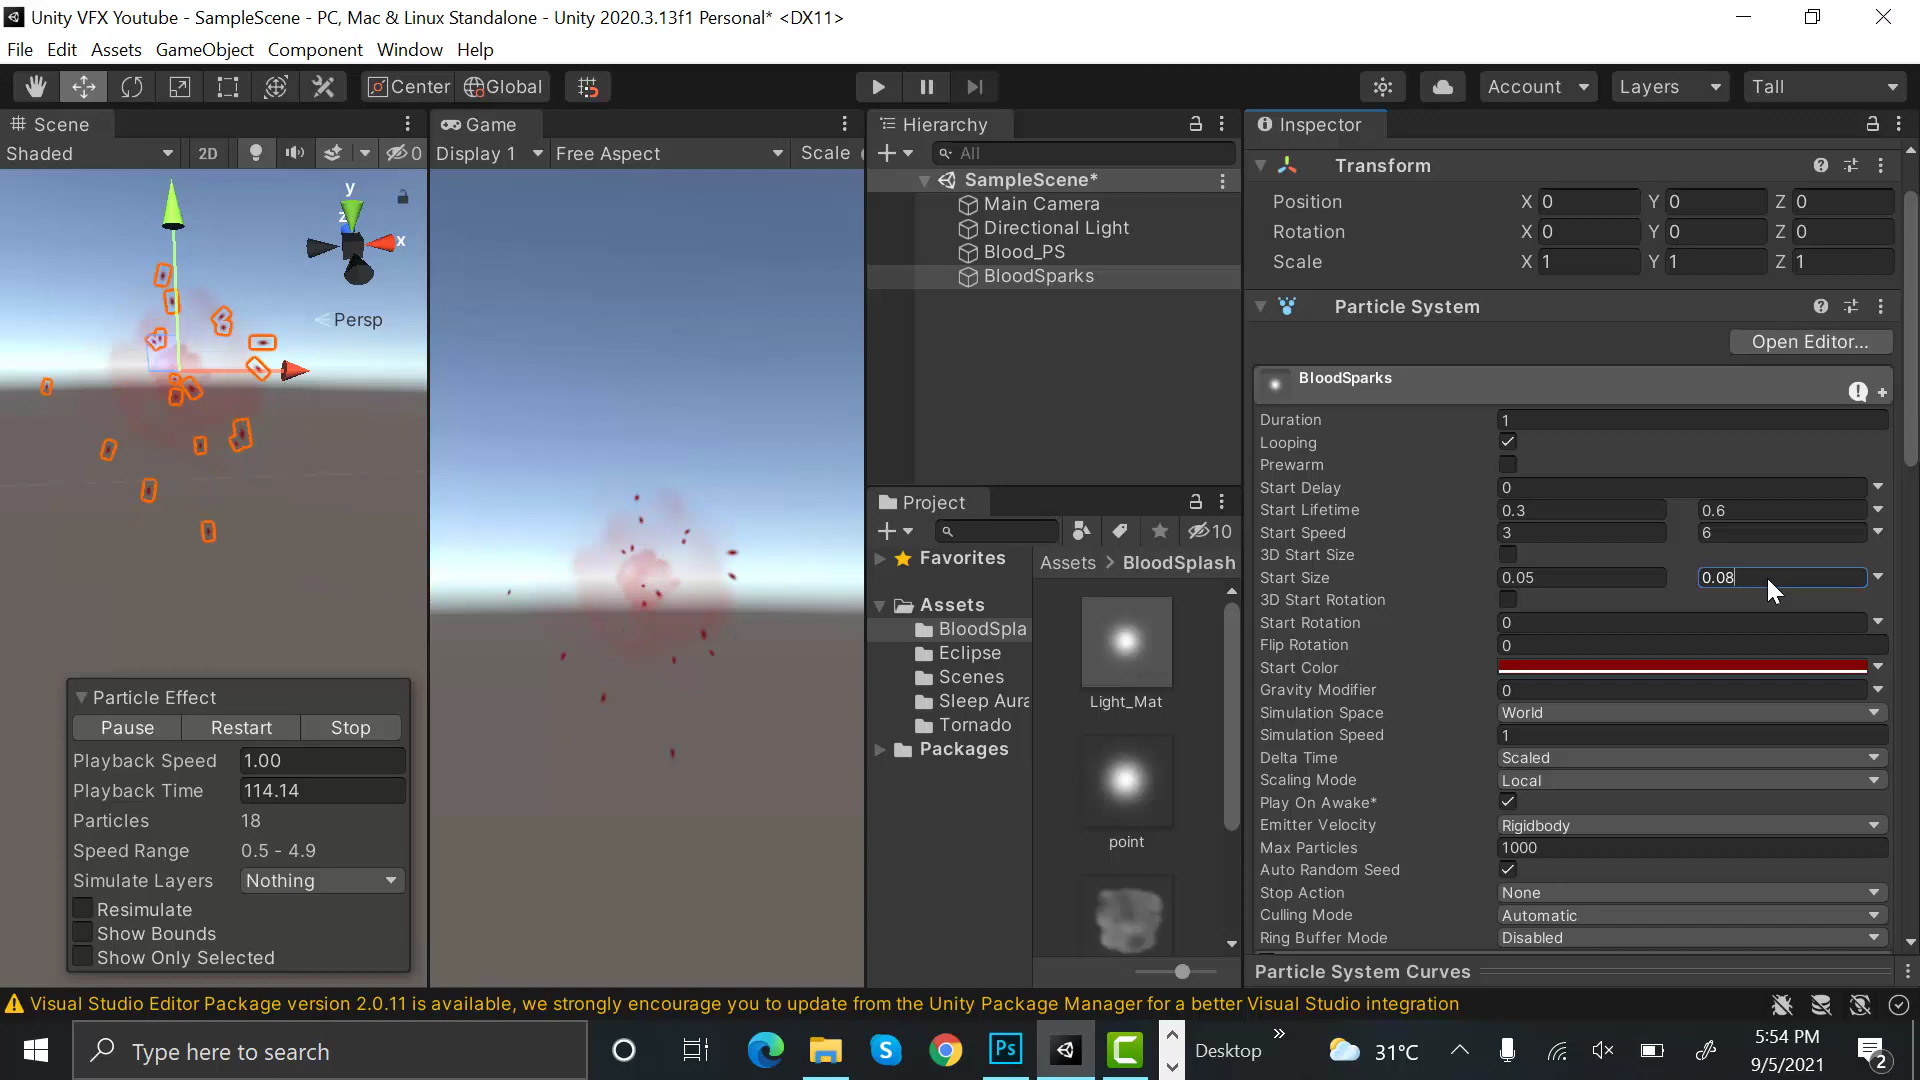 Unity VFX Youtube - SampleScene - PC, Mac & Linux Standalone - Unity 2020.3.13f1 Personal* <DX11>
File Edit Assets GameObject Component Window Help
Center Global Account Layers Tall
Scene
Shaded 2D 0
y
z
x
Persp
Particle Effect
Pause Restart Stop
Playback Speed 1.00
Playback Time 114.14
Particles 18
Speed Range 0.5 - 4.9
Simulate Layers Nothing
Resimulate
Show Bounds
Show Only Selected
Game
Display 1 Free Aspect Scale
Hierarchy
All
SampleScene*
Main Camera
Directional Light
Blood_PS
BloodSparks
Project
10
Favorites
Assets
BloodSpla
Eclipse
Scenes
Sleep Aura
Tornado
Packages
Assets > BloodSplash
Light_Mat
point
Inspector
Transform
Position X 0 Y 0 Z 0
Rotation X 0 Y 0 Z 0
Scale X 1 Y 1 Z 1
Particle System
Open Editor...
BloodSparks
Duration 1
Looping
Prewarm
Start Delay 0
Start Lifetime 0.3 0.6
Start Speed 3 6
3D Start Size
Start Size 0.05 0.08
3D Start Rotation
Start Rotation 0
Flip Rotation 0
Start Color
Gravity Modifier 0
Simulation Space World
Simulation Speed 1
Delta Time Scaled
Scaling Mode Local
Play On Awake*
Emitter Velocity Rigidbody
Max Particles 1000
Auto Random Seed
Stop Action None
Culling Mode Automatic
Ring Buffer Mode Disabled
Particle System Curves
Visual Studio Editor Package version 2.0.11 is available, we strongly encourage you to update from the Unity Package Manager for a better Visual Studio integration
Type here to search
Ps
Desktop
31°C
5:54 PM
9/5/2021
2